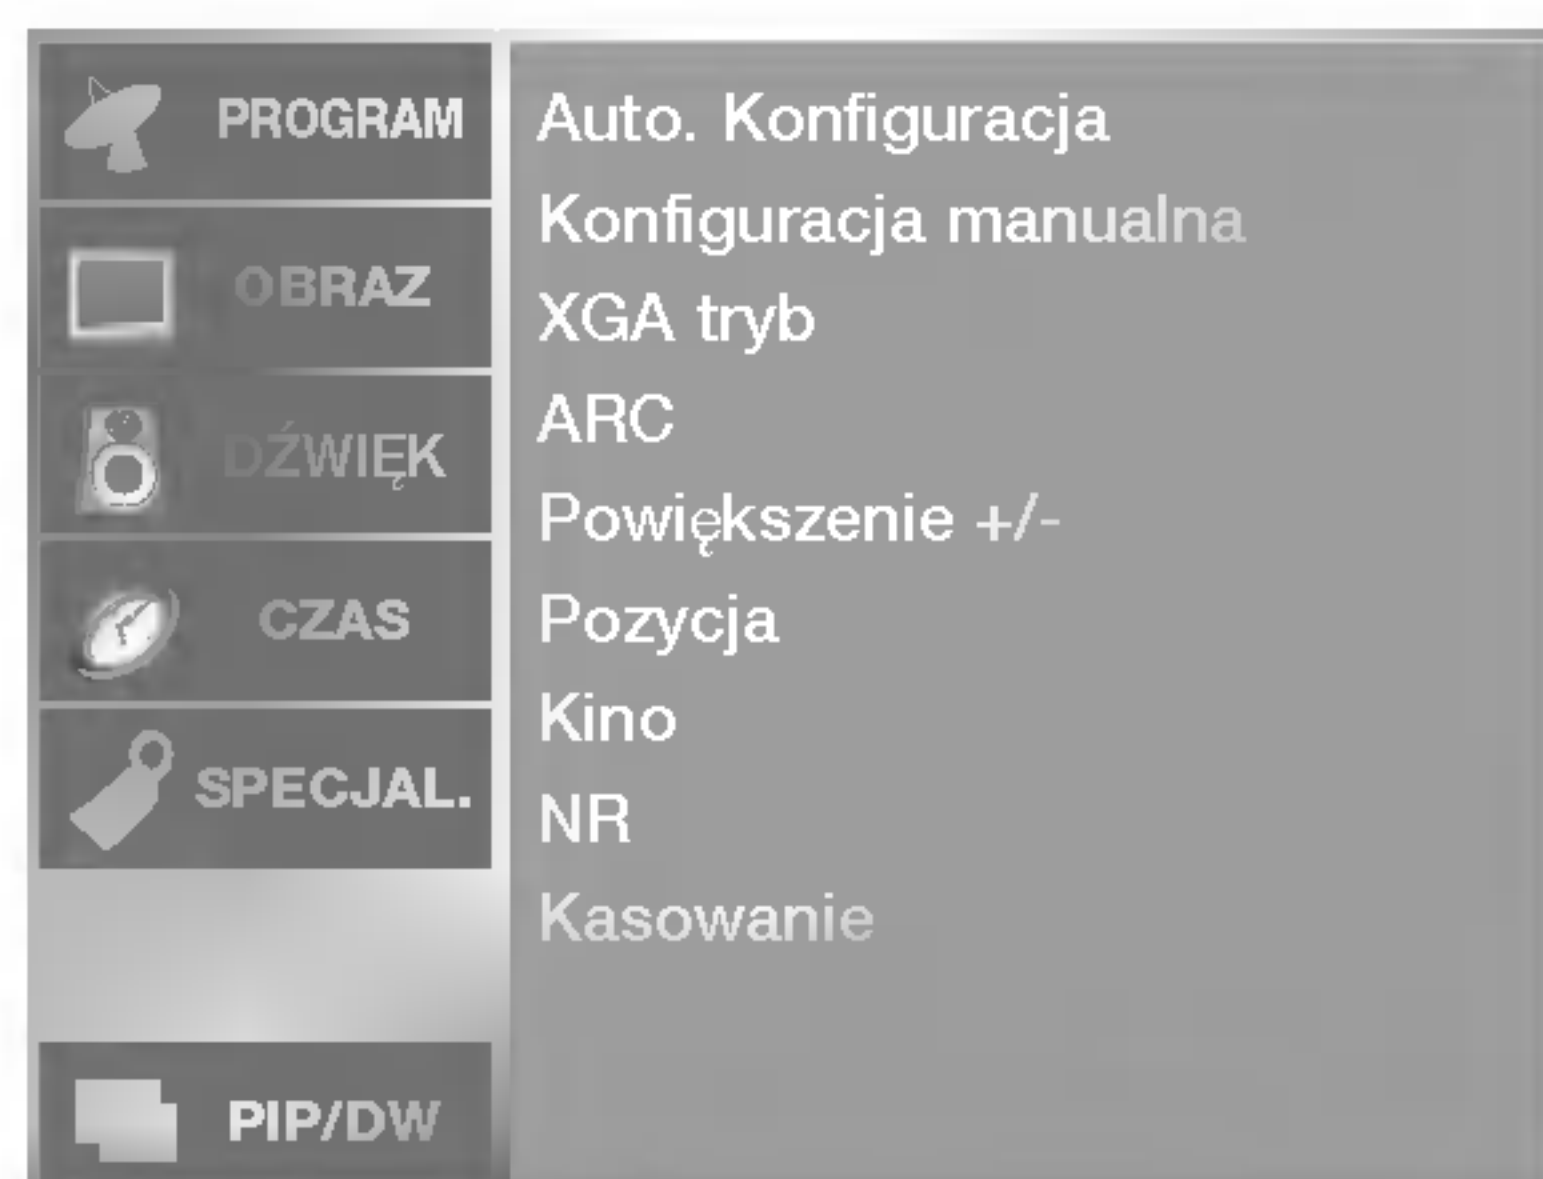 PROGRAM
OBRAZ
DŹWIĘK
CZAS
SPECJAL.
PIP/DW
Auto. Konfiguracja
Konfiguracja manualna
XGA tryb
ARC
Powiększenie +/-
Pozycja
Kino
NR
Kasowanie